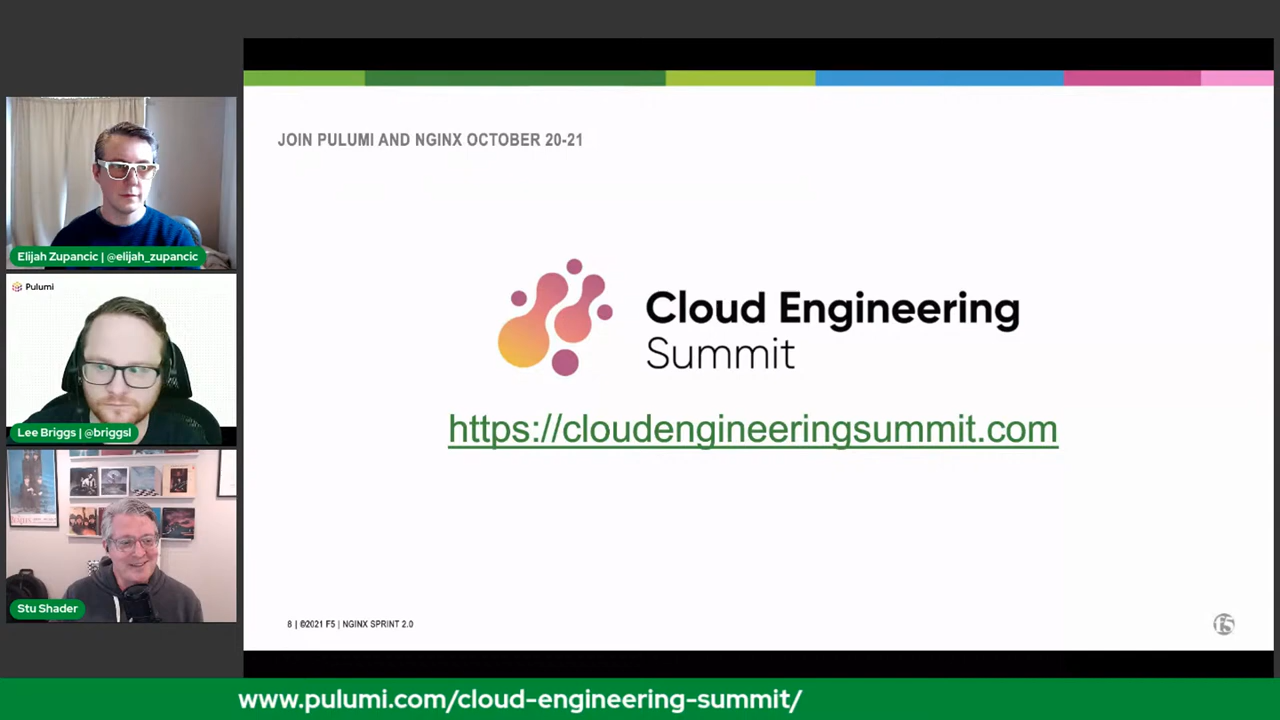 JOIN PULUMI AND NGINX OCTOBER 20-21
Elijah Zupancic | @elijah_zupancic
Pulumi
Lee Briggs | @briggsl
Stu Shader
Cloud Engineering
Summit
https://cloudengineeringsummit.com
8 | ©2021 F5 | NGINX SPRINT 2.0
f5
www.pulumi.com/cloud-engineering-summit/